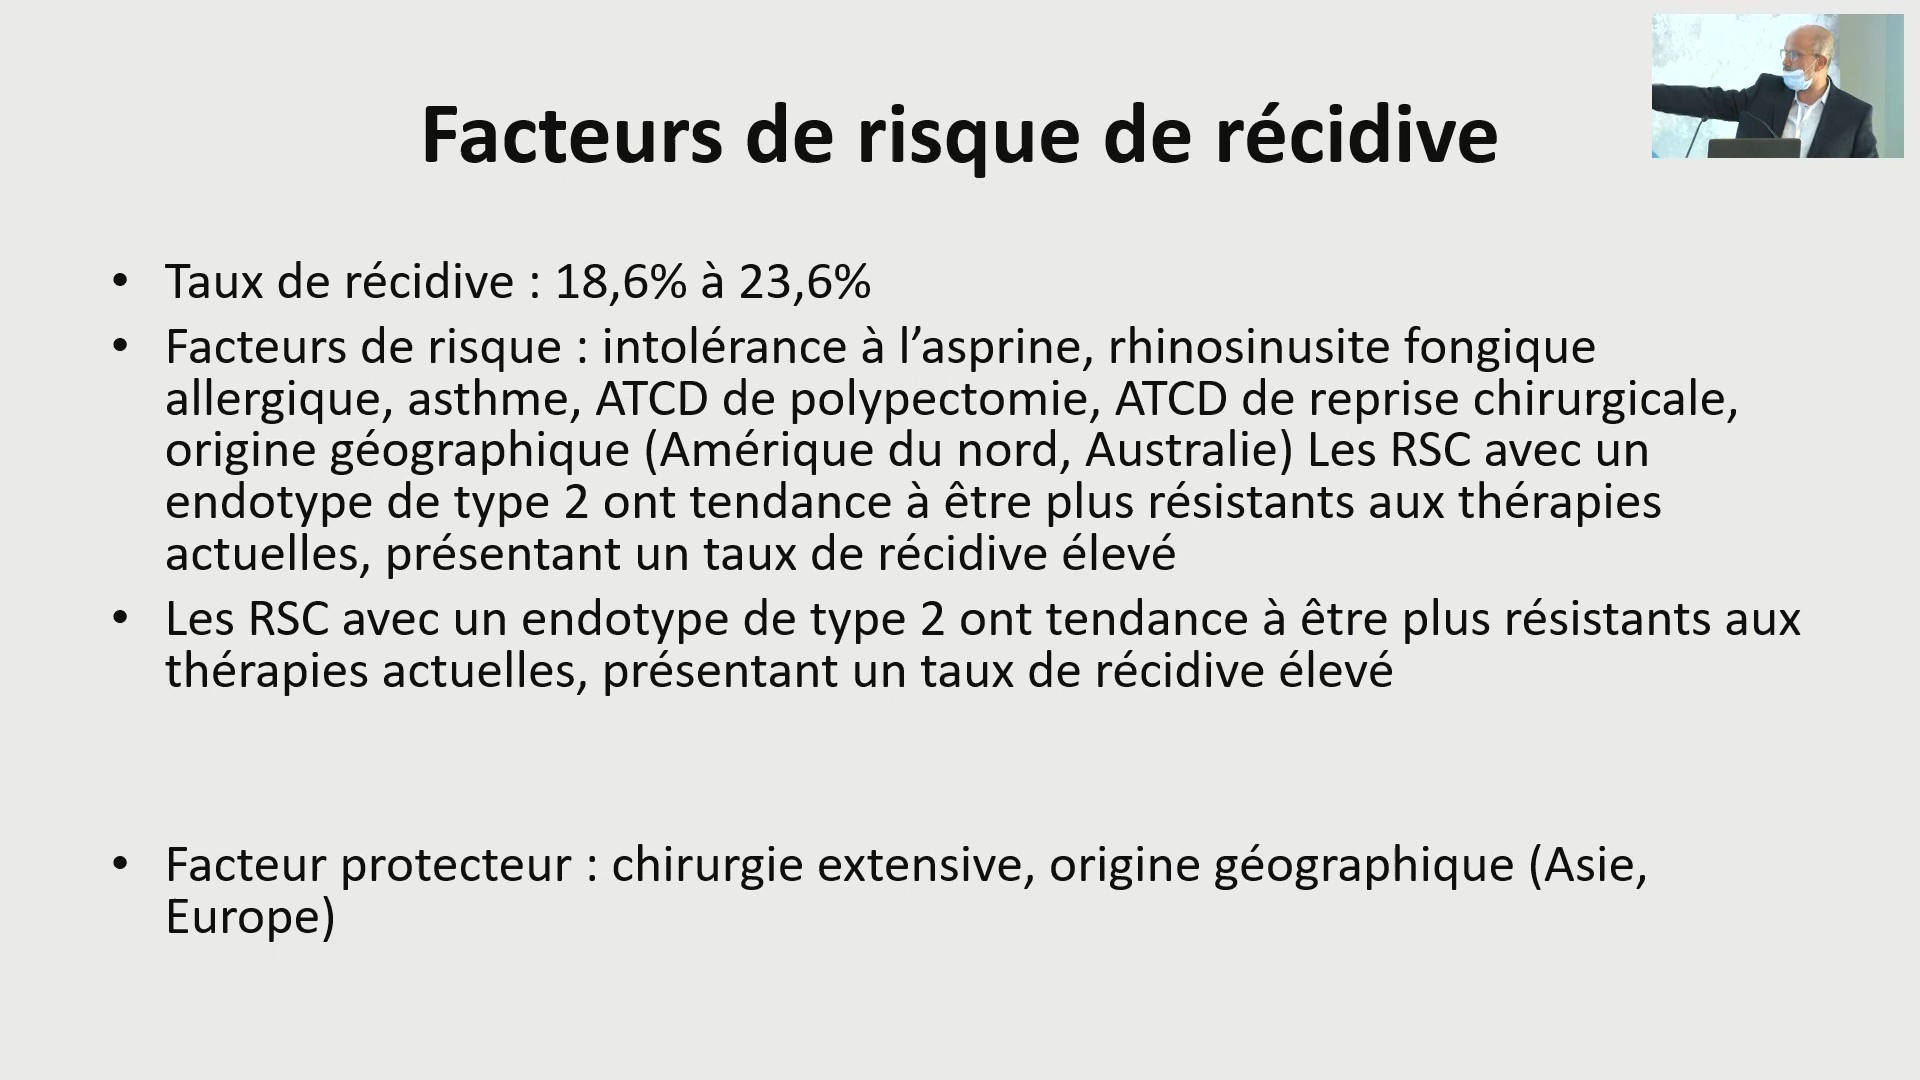 Facteurs de risque de récidive
• Taux de récidive : 18,6% à 23,6%
• Facteurs de risque : intolérance à l’asprine, rhinosinusite fongique
allergique, asthme, ATCD de polypectomie, ATCD de reprise chirurgicale,
origine géographique (Amérique du nord, Australie) Les RSC avec un
endotype de type 2 ont tendance à être plus résistants aux thérapies
actuelles, présentant un taux de récidive élevé
• Les RSC avec un endotype de type 2 ont tendance à être plus résistants aux
thérapies actuelles, présentant un taux de récidive élevé
• Facteur protecteur : chirurgie extensive, origine géographique (Asie,
Europe)